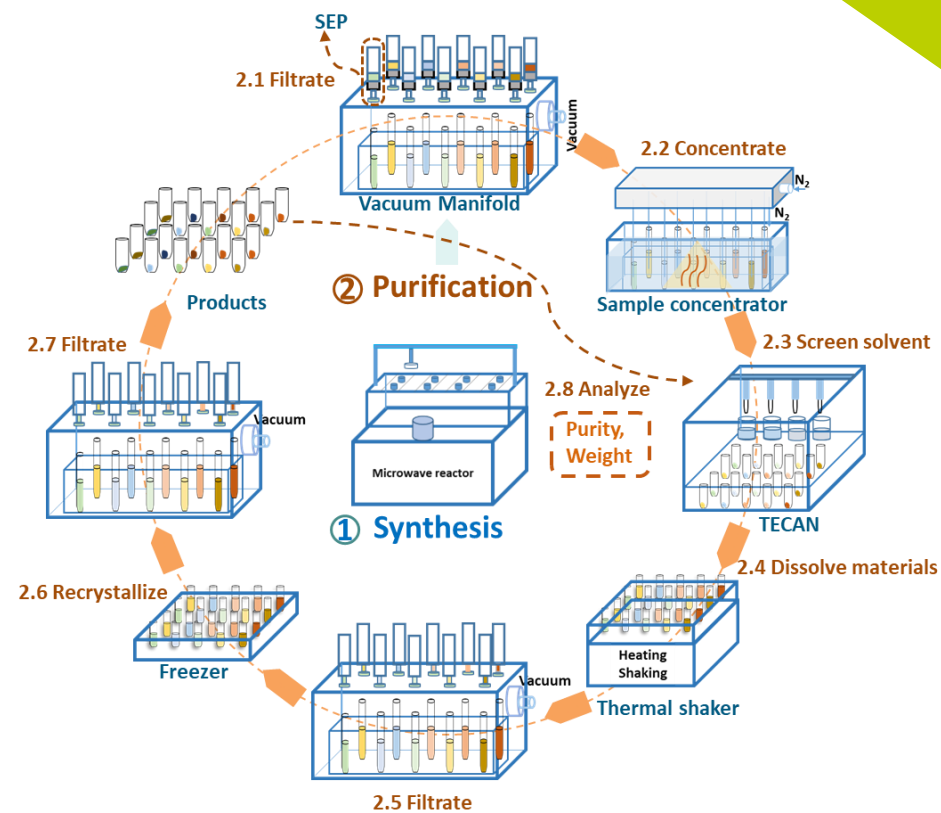 SEP
2.1 Filtrate
Vacuum
2.2 Concentrate
N2
N2
Vacuum Manifold
Sample concentrator
② Purification
Products
2.3 Screen solvent
2.7 Filtrate
2.8 Analyze
Purity,
Weight
Vacuum
Microwave reactor
TECAN
① Synthesis
2.4 Dissolve materials
2.6 Recrystallize
Heating
Shaking
Freezer
Vacuum
Thermal shaker
2.5 Filtrate